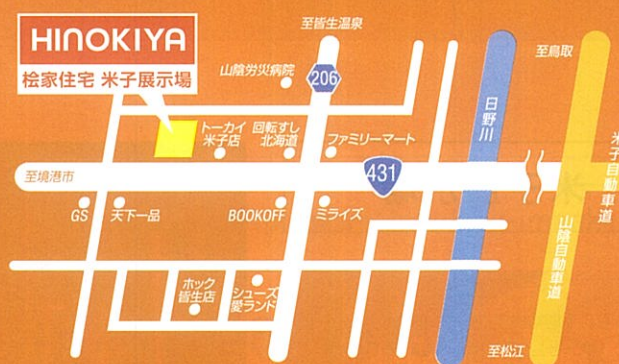 至皆生温泉
HINOKIYA
桧家住宅 米子展示場
山陰労災病院
206
至鳥取
日野川
トーカイ
米子店
回転すし
北海道
ファミリーマート
米子自動車道
至境港市
431
GS
天下一品
BOOKOFF
ミライズ
山陰自動車道
ホック
皆生店
シューズ
愛ランド
至松江